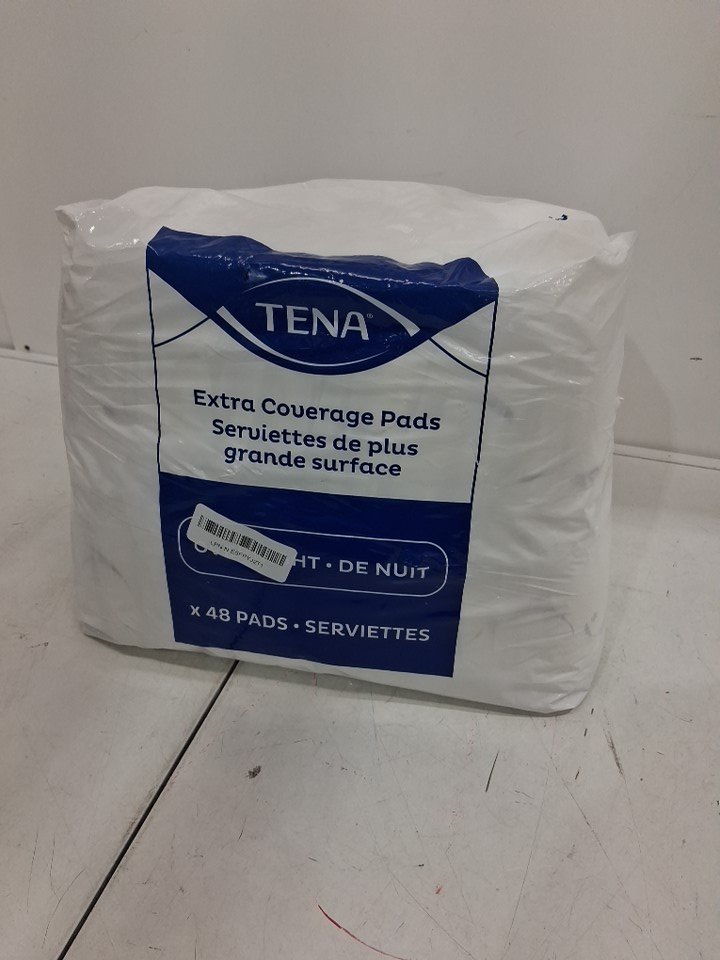 TENA®
Extra Coverage Pads
Serviettes de plus
grande surface
HT • DE NUIT
x 48 PADS • SERVIETTES